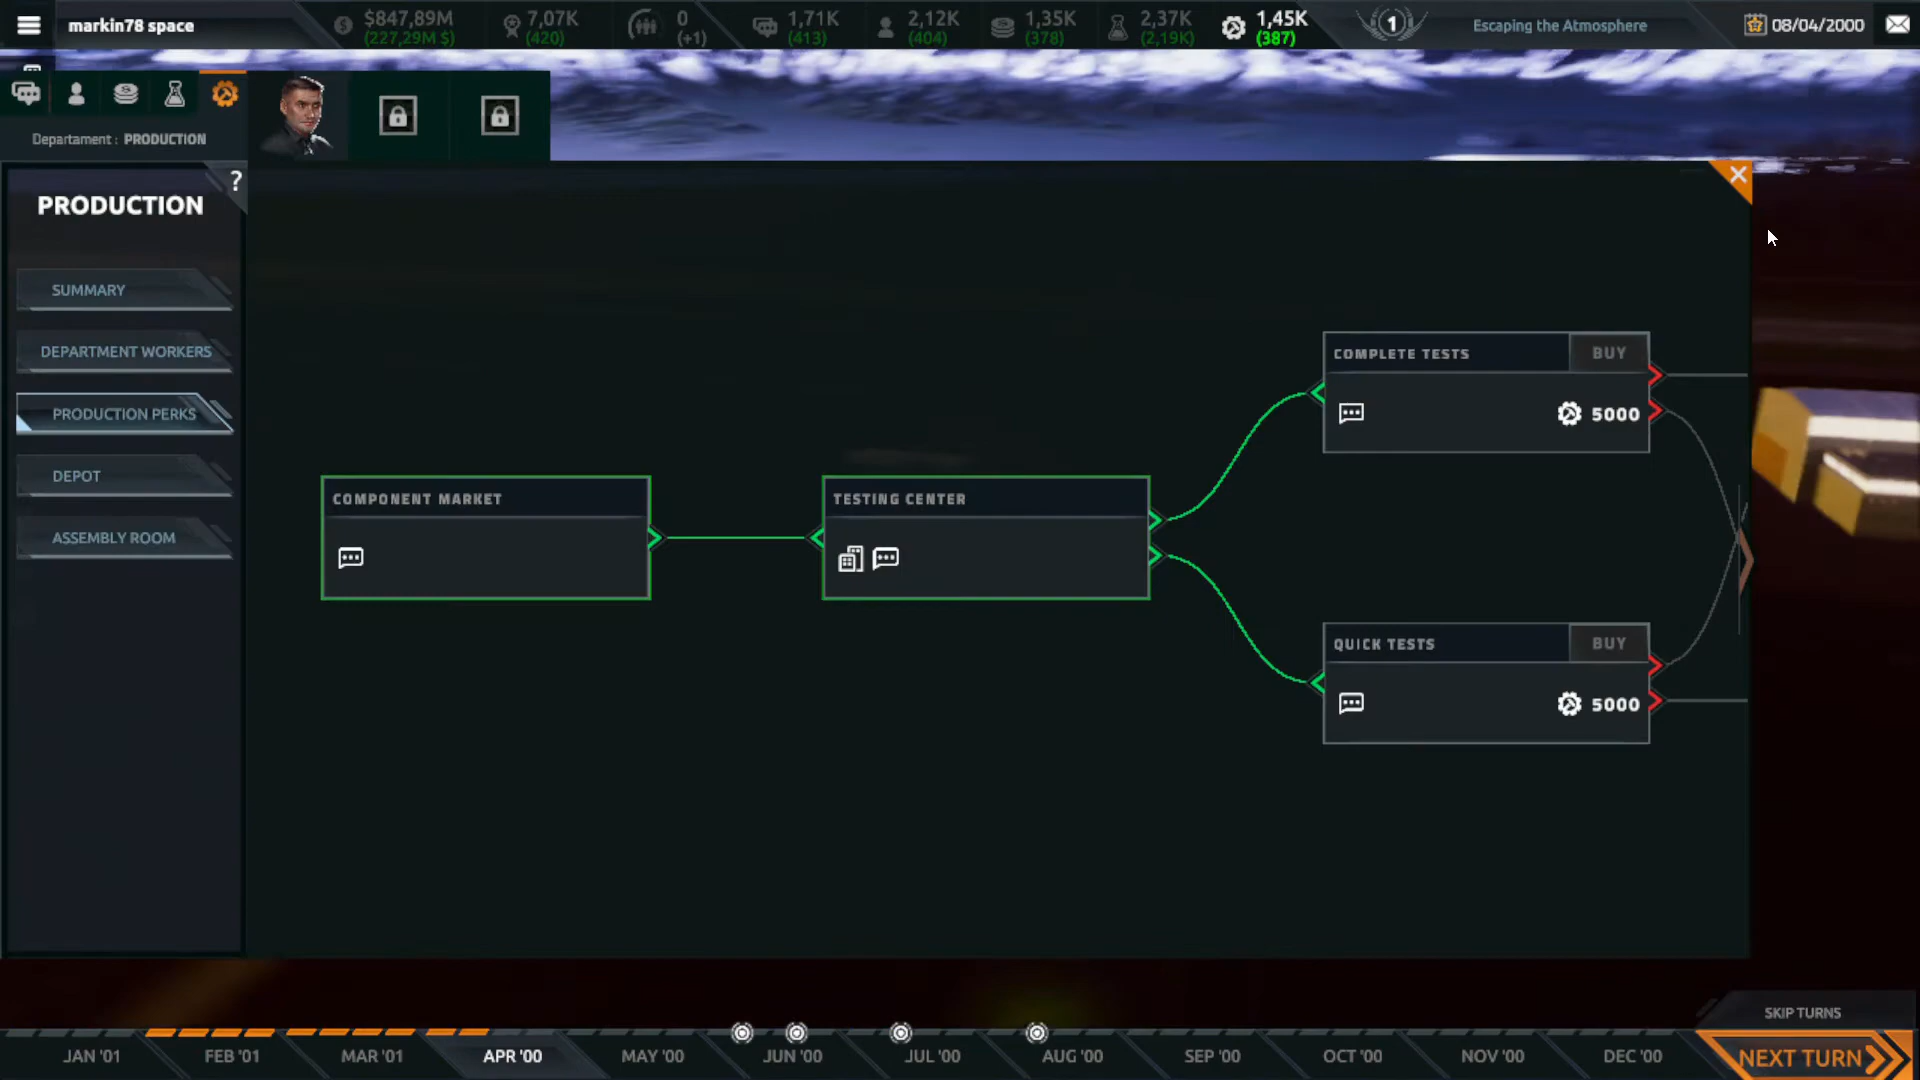 markin78 space
$847,89M
(227,29M $)
7,07K
(420)
0
(+1)
1,71K
(413)
2,12K
(404)
1,35K
(378)
2,37K
(2,19K)
1,45K
(387)
1
Escaping the Atmosphere
08/04/2000
Departament : PRODUCTION
?
PRODUCTION
SUMMARY
DEPARTMENT WORKERS
PRODUCTION PERKS
DEPOT
ASSEMBLY ROOM
COMPONENT MARKET
TESTING CENTER
COMPLETE TESTS
BUY
5000
QUICK TESTS
BUY
5000
SKIP TURNS
JAN '01
FEB '01
MAR '01
APR '00
MAY '00
JUN '00
JUL '00
AUG '00
SEP '00
OCT '00
NOV '00
DEC '00
NEXT TURN